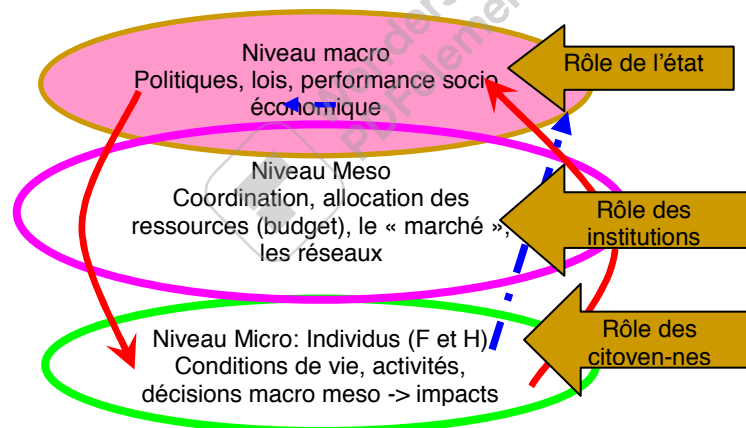 Niveau macro
Politiques, lois, performance socio
économique
Rôle de l'état
Niveau Meso
Coordination, allocation des
ressources (budget), le « marché »,
les réseaux
Rôle des
institutions
Niveau Micro: Individus (F et H)
Conditions de vie, activités,
décisions macro meso -> impacts
Rôle des
citoyen-nes